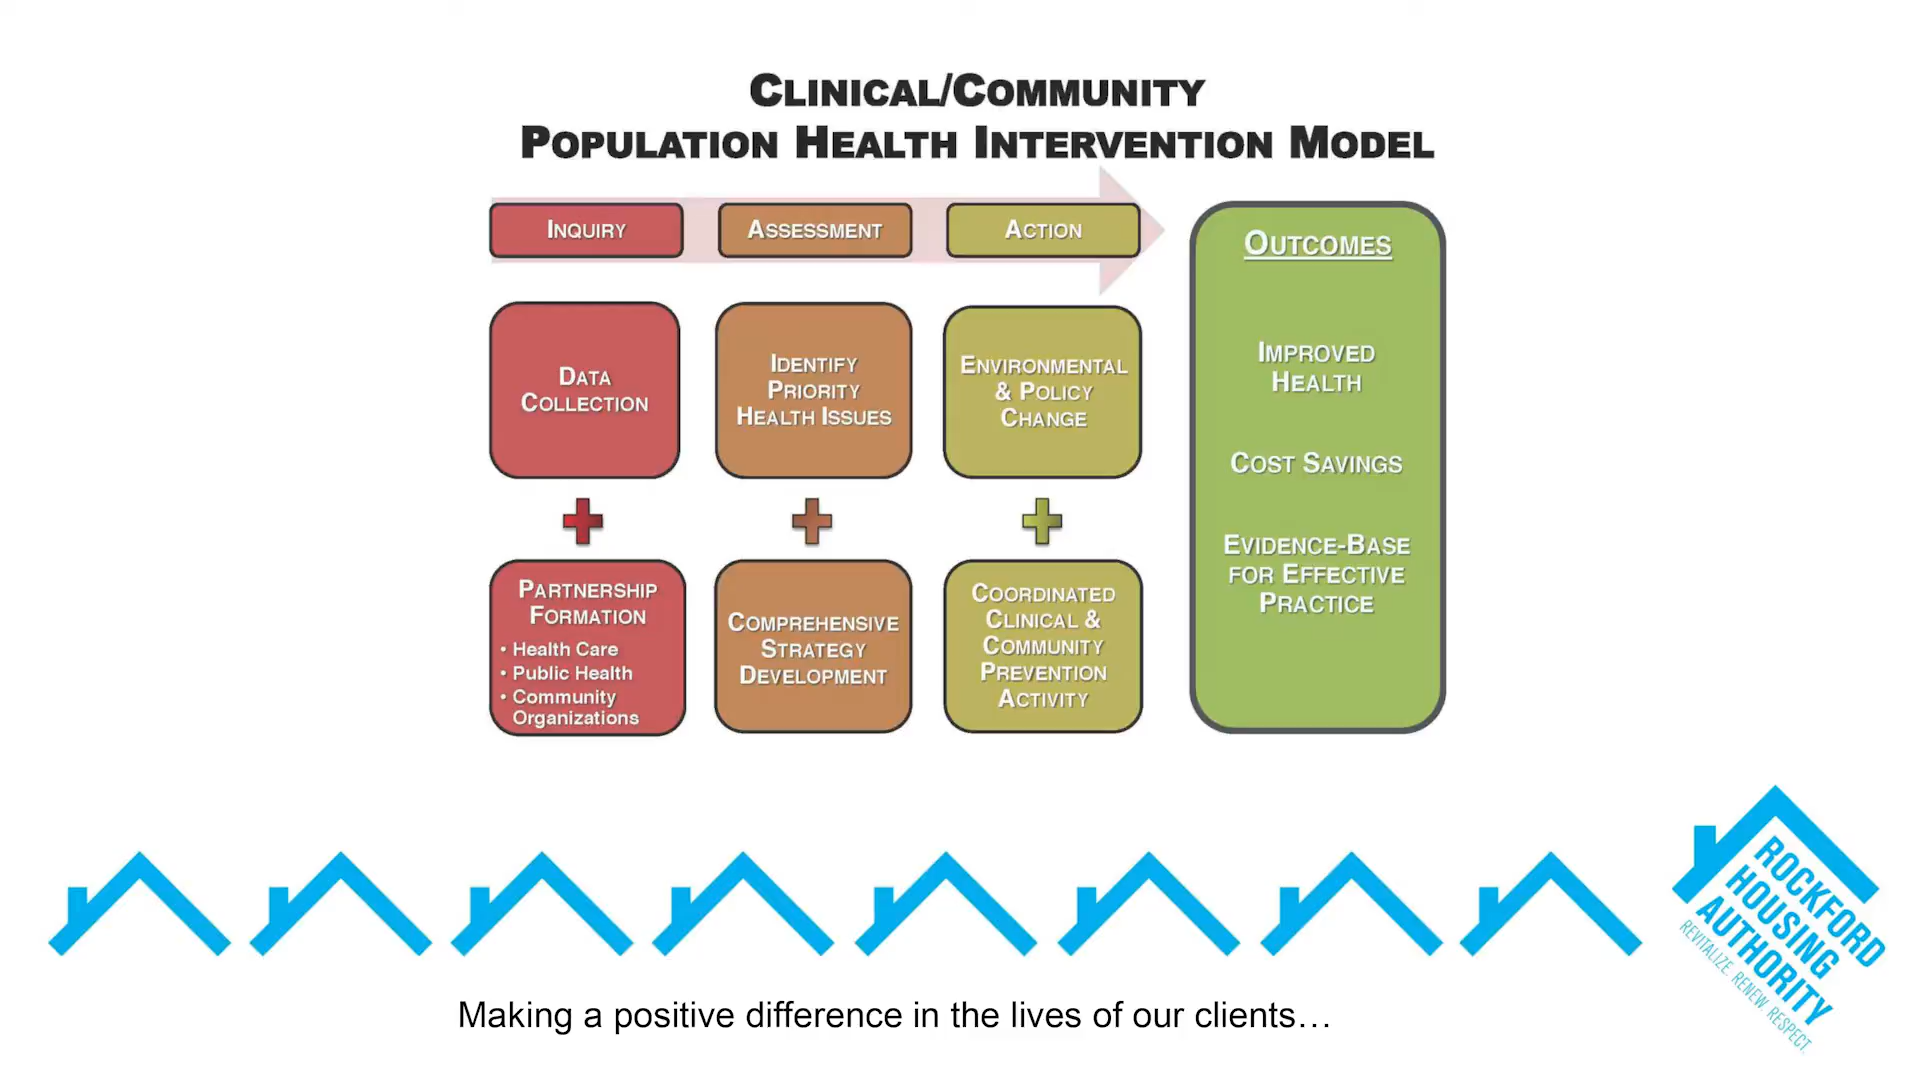 CLINICAL/COMMUNITY
POPULATION HEALTH INTERVENTION MODEL
INQUIRY
ASSESSMENT
ACTION
OUTCOMES
DATA
COLLECTION
IDENTIFY
PRIORITY
HEALTH ISSUES
ENVIRONMENTAL
& POLICY
CHANGE
IMPROVED
HEALTH
COST SAVINGS
EVIDENCE-BASE
FOR EFFECTIVE
PRACTICE
PARTNERSHIP
FORMATION
• Health Care
• Public Health
• Community
Organizations
COMPREHENSIVE
STRATEGY
DEVELOPMENT
COORDINATED
CLINICAL &
COMMUNITY
PREVENTION
ACTIVITY
ROCKFORD
HOUSING
AUTHORITY
REVITALIZE. RENEW. RESPECT.
Making a positive difference in the lives of our clients…